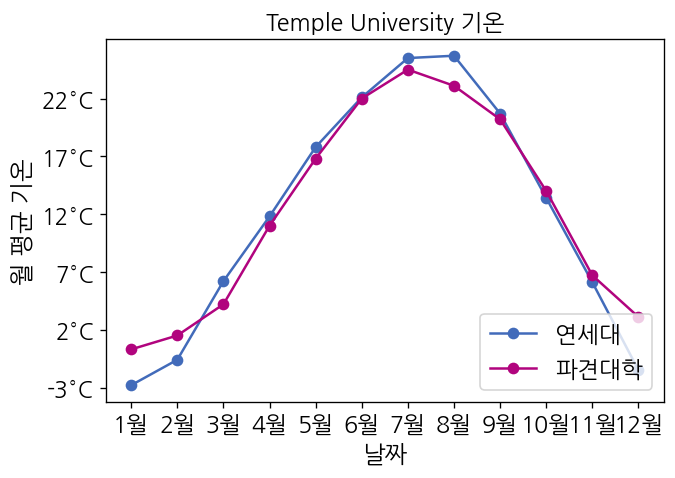 Temple University 기온
월 평균 기온
22°C
17°C
12°C
7°C
2°C
-3°C
연세대
파견대학
1월 2월 3월 4월 5월 6월 7월 8월 9월 10월 11월 12월
날짜